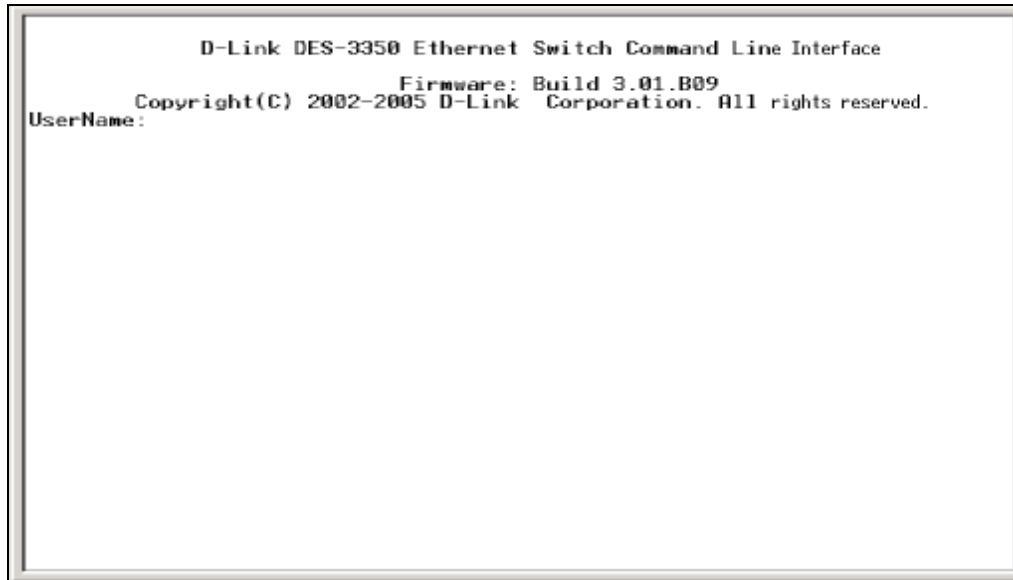 D-Link DES-3350 Ethernet Switch Command Line Interface
Firmware: Build 3.01.B09
Copyright(C) 2002-2005 D-Link Corporation. All rights reserved.
UserName: